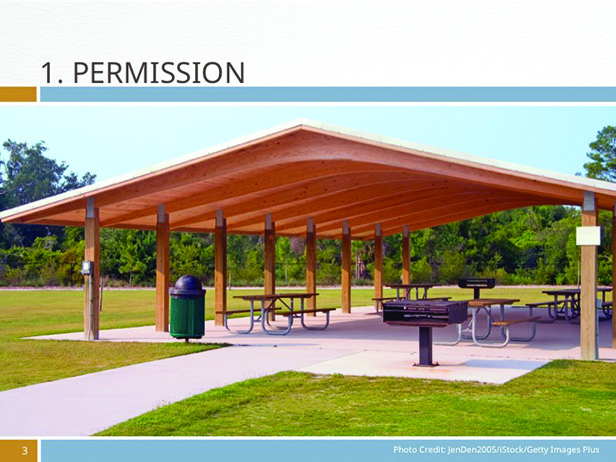 1. PERMISSION
3
Photo Credit: JenDen2005/iStock/Getty Images Plus